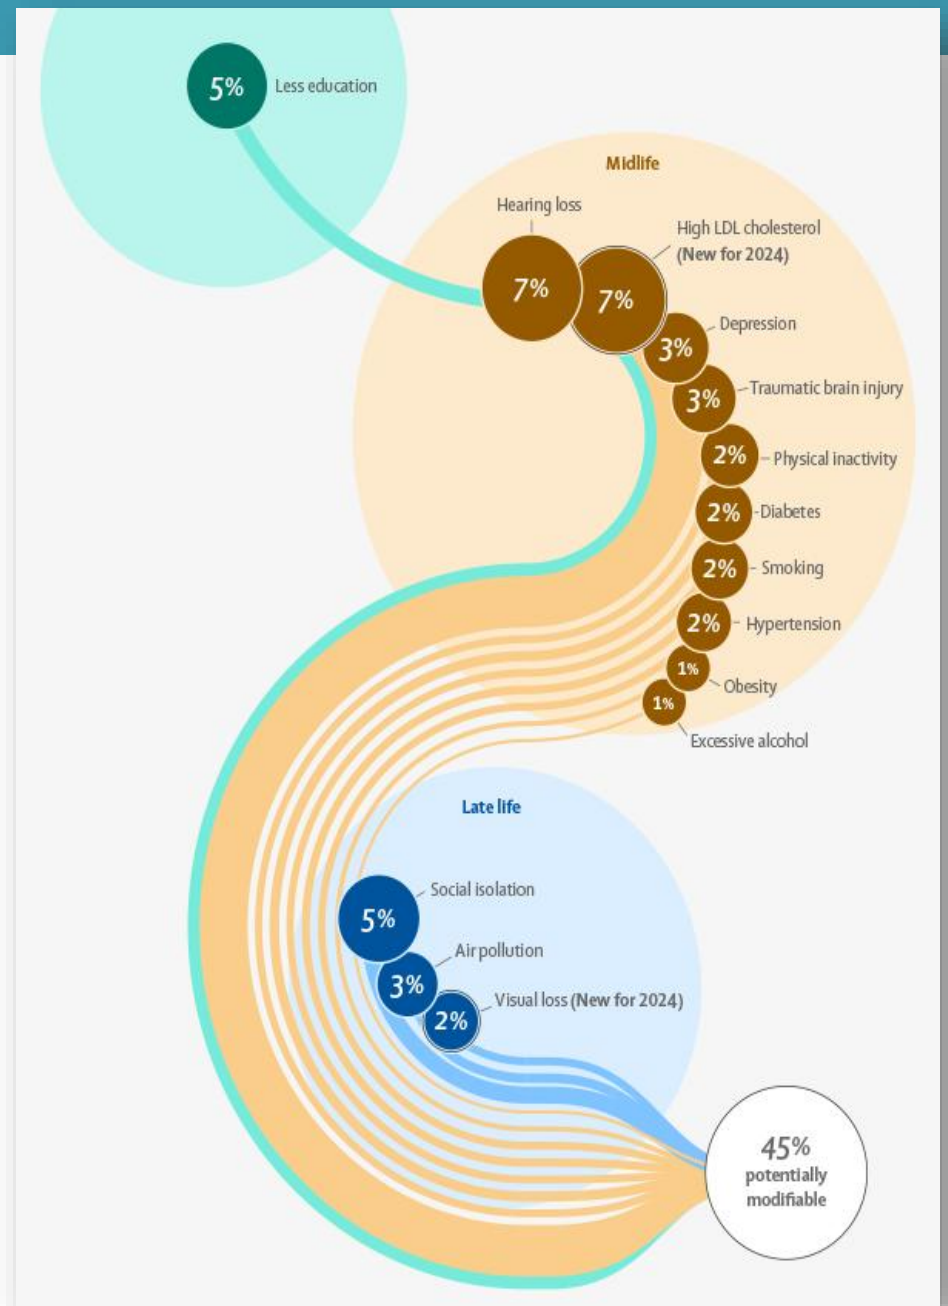 5%
Less education
Midlife
Hearing loss
7%
High LDL cholesterol
(New for 2024)
7%
Depression
3%
Traumatic brain injury
3%
Physical inactivity
2%
Diabetes
2%
Smoking
2%
Hypertension
2%
Obesity
1%
Excessive alcohol
1%
Late life
Social isolation
5%
Air pollution
3%
Visual loss (New for 2024)
2%
45%
potentially
modifiable